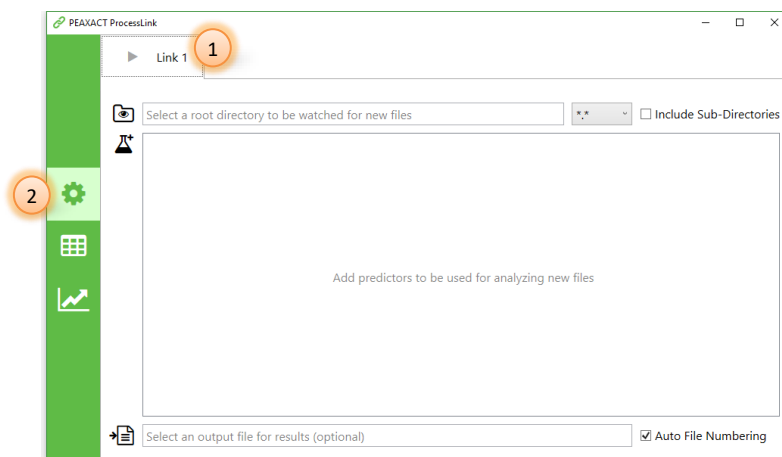 PEAXACT ProcessLink
Link 1
1
Select a root directory to be watched for new files
*.*
Include Sub-Directories
2
Add predictors to be used for analyzing new files
Select an output file for results (optional)
Auto File Numbering